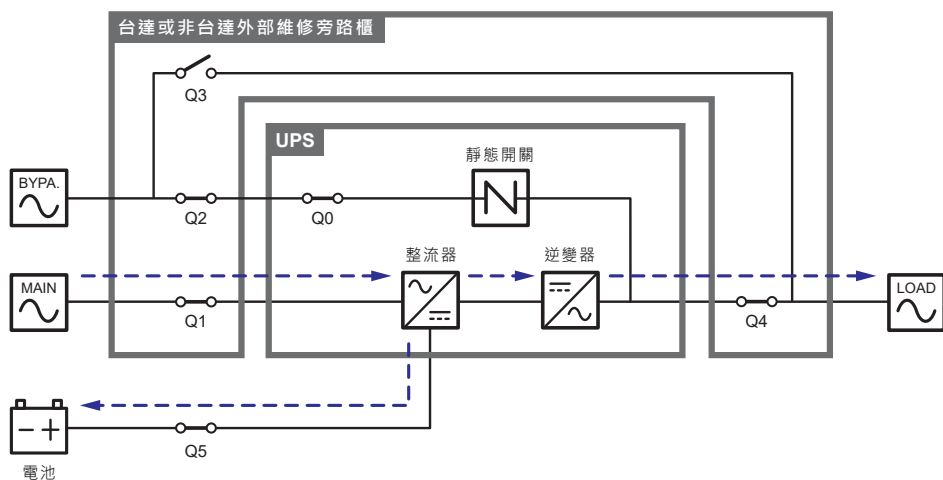 台達或非台達外部維修旁路櫃
Q3
UPS
靜態開關
BYPA.
Q2
Q0
整流器
逆變器
MAIN
LOAD
Q1
Q4
Q5
電池